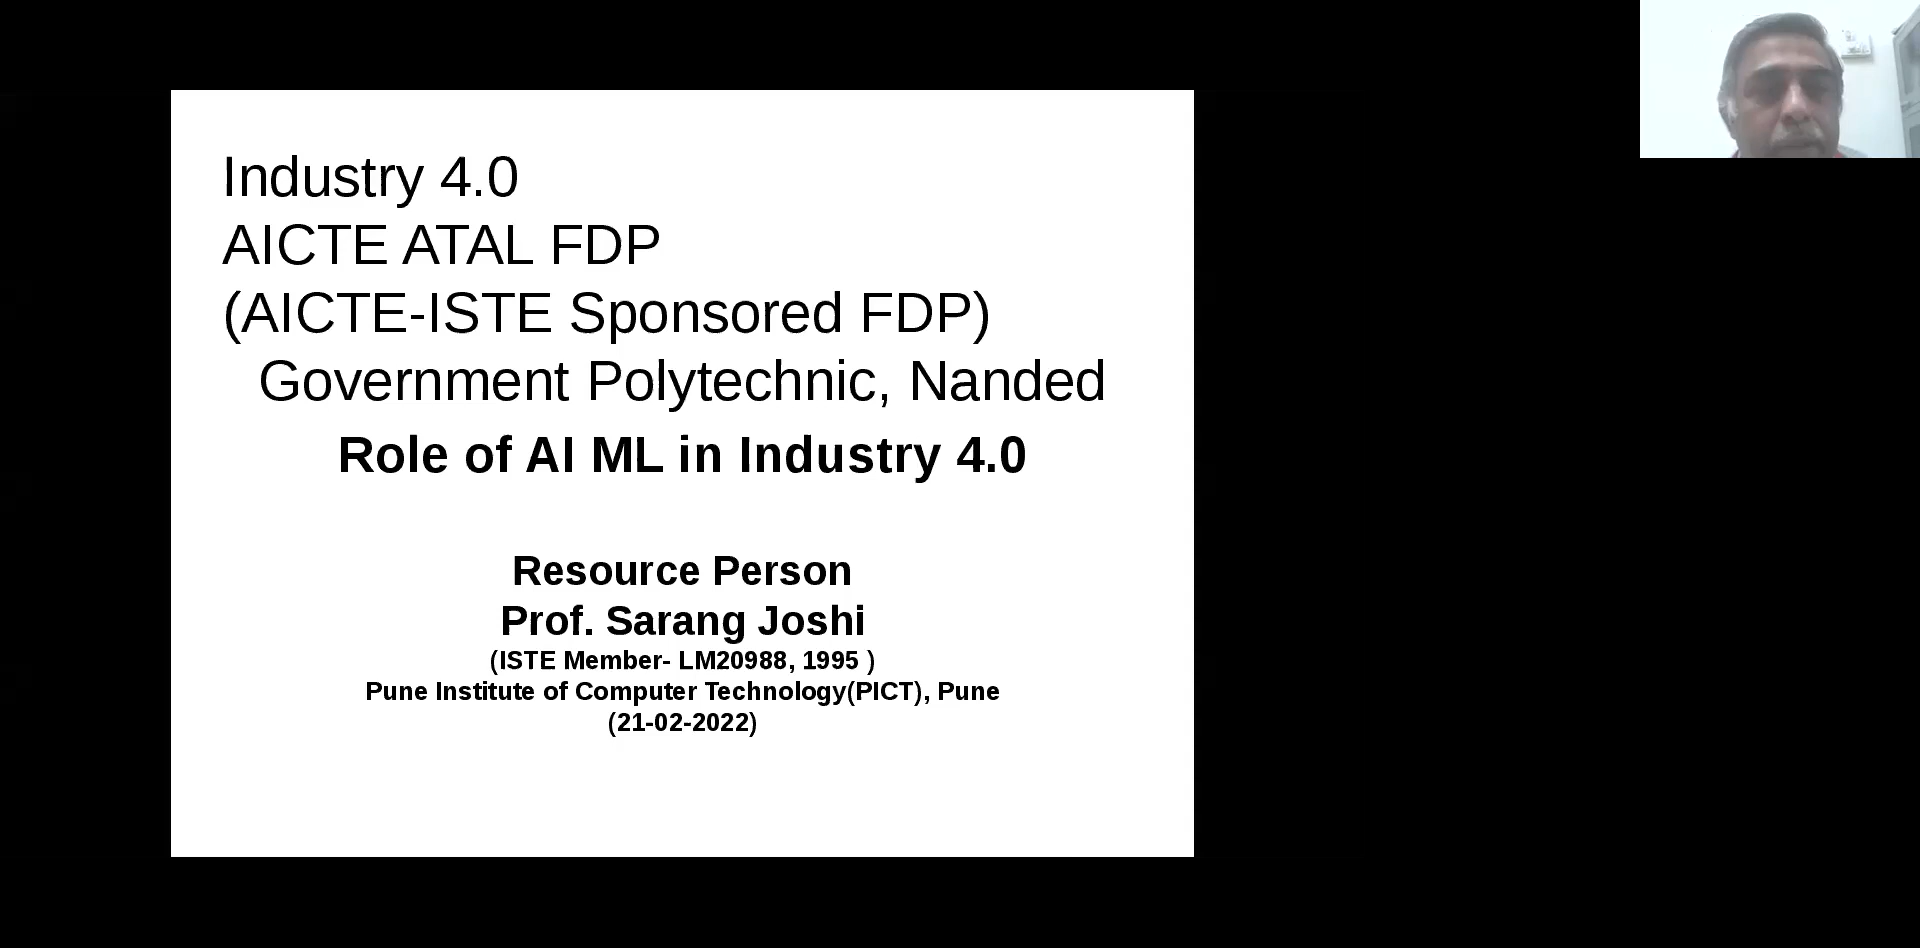 Industry 4.0
AICTE ATAL FDP
(AICTE-ISTE Sponsored FDP)
Government Polytechnic, Nanded
Role of AI ML in Industry 4.0
Resource Person
Prof. Sarang Joshi
(ISTE Member- LM20988, 1995 )
Pune Institute of Computer Technology(PICT), Pune
(21-02-2022)